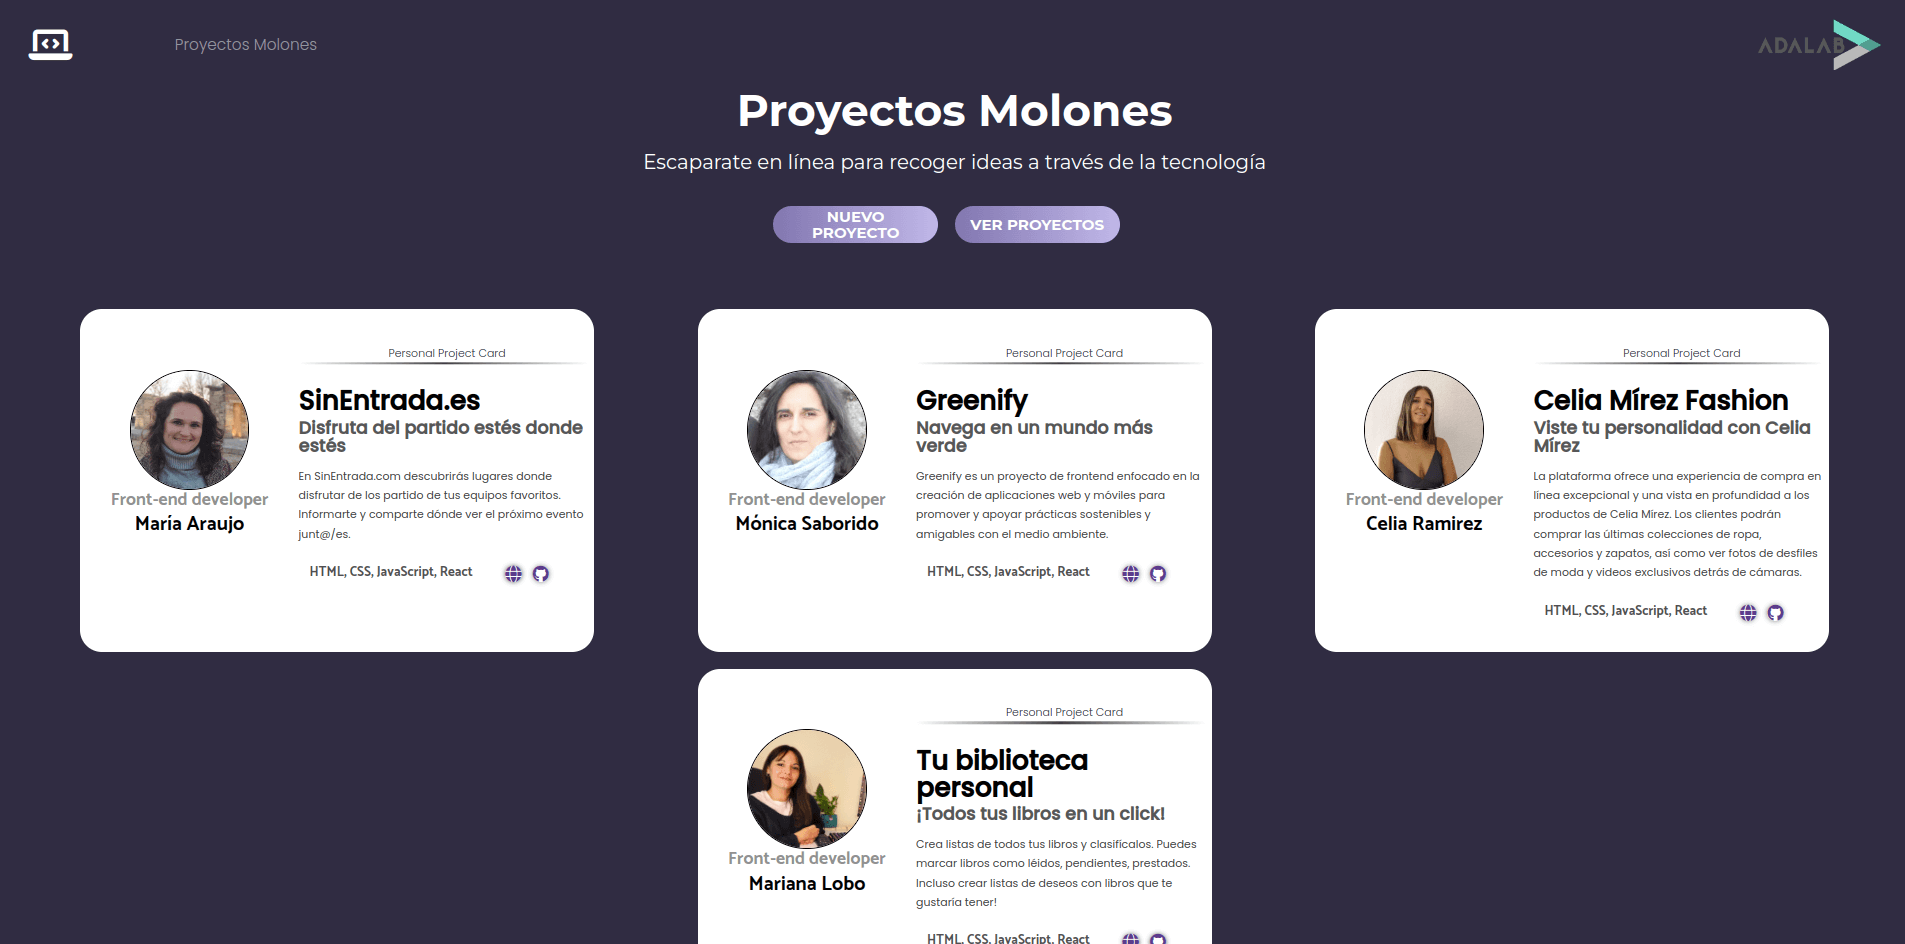 Proyectos Molones
ADALAB
Proyectos Molones
Escaparate en línea para recoger ideas a través de la tecnología
NUEVO
PROYECTO
VER PROYECTOS
Personal Project Card
SinEntrada.es
Disfruta del partido estés donde
estés
En SinEntrada.com descubrirás lugares donde
disfrutar de los partido de tus equipos favoritos.
Informarte y comparte dónde ver el próximo evento
junt@/es.
Front-end developer
María Araujo
HTML, CSS, JavaScript, React
Personal Project Card
Greenify
Navega en un mundo más
verde
Greenify es un proyecto de frontend enfocado en la
creación de aplicaciones web y móviles para
promover y apoyar prácticas sostenibles y
amigables con el medio ambiente.
Front-end developer
Mónica Saborido
HTML, CSS, JavaScript, React
Personal Project Card
Celia Mírez Fashion
Viste tu personalidad con Celia
Mírez
La plataforma ofrece una experiencia de compra en
línea excepcional y una vista en profundidad a los
productos de Celia Mírez. Los clientes podrán
comprar las últimas colecciones de ropa,
accesorios y zapatos, así como ver fotos de desfiles
de moda y videos exclusivos detrás de cámaras.
Front-end developer
Celia Ramirez
HTML, CSS, JavaScript, React
Personal Project Card
Tu biblioteca
personal
¡Todos tus libros en un click!
Crea listas de todos tus libros y clasifícalos. Puedes
marcar libros como léidos, pendientes, prestados.
Incluso crear listas de deseos con libros que te
gustaría tener!
Front-end developer
Mariana Lobo
HTML, CSS, JavaScript, React